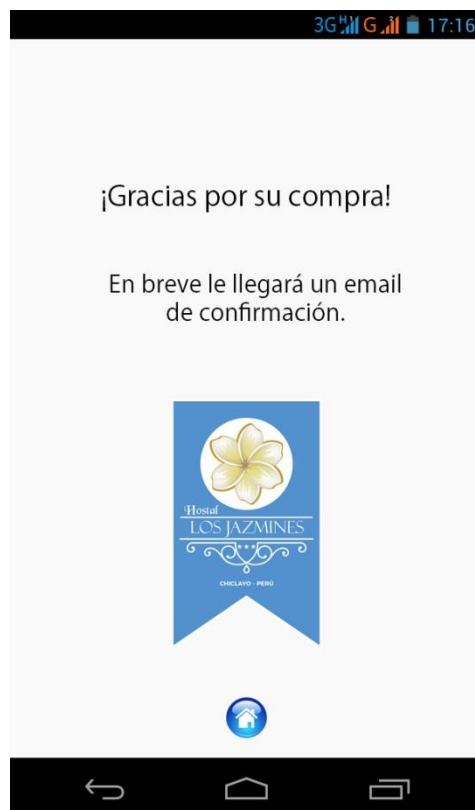 3G H G 17:16
¡Gracias por su compra!
En breve le llegará un email
de confirmación.
Hostal
LOS JAZMINES
CHICLAYO - PERÚ